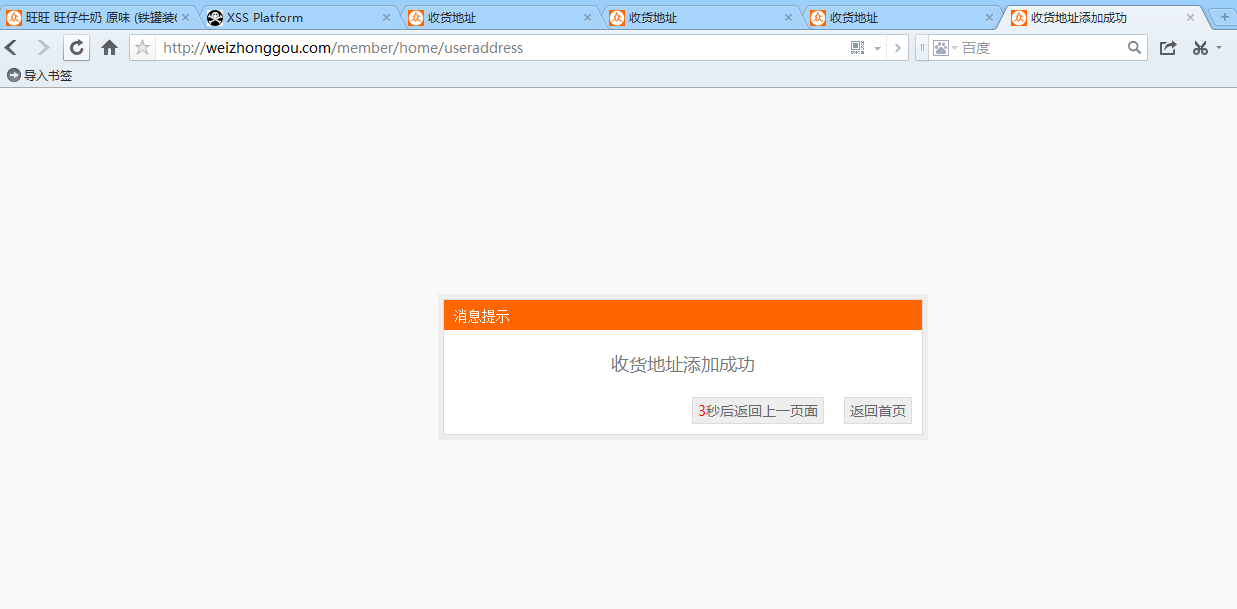 旺旺 旺仔牛奶 原味 (铁罐装6
XSS Platform
收货地址
收货地址
收货地址
收货地址添加成功
http://weizhonggou.com/member/home/useraddress
百度
导入书签
消息提示
收货地址添加成功
3秒后返回上一页面
返回首页